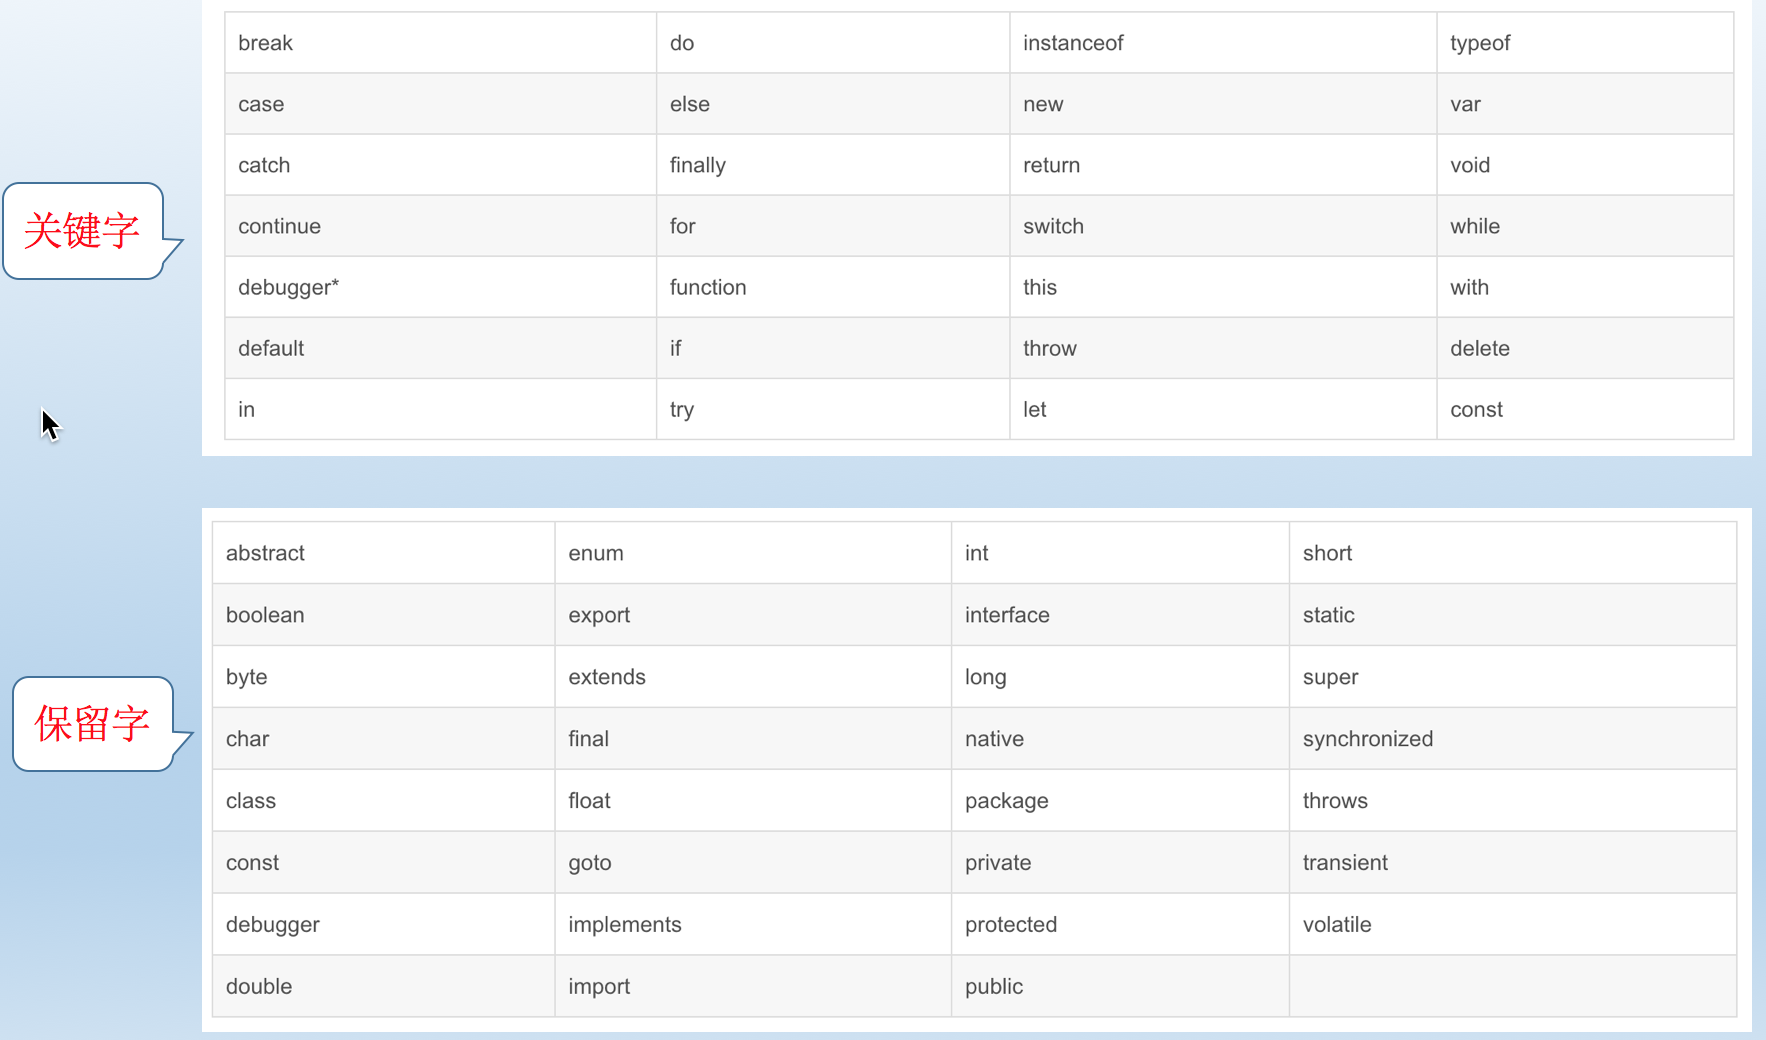 break do instanceof typeof
case else new var
catch finally return void
关键字
continue for switch while
debugger* function this with
default if throw delete
in try let const
abstract enum int short
boolean export interface static
byte extends long super
保留字
char final native synchronized
class float package throws
const goto private transient
debugger implements protected volatile
double import public